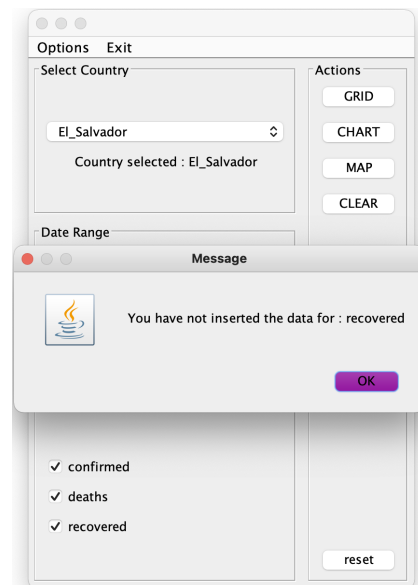 Options Exit
Select Country
Actions
GRID
El_Salvador
CHART
Country selected : El_Salvador
MAP
CLEAR
Date Range
Message
You have not inserted the data for : recovered
OK
confirmed
deaths
recovered
reset